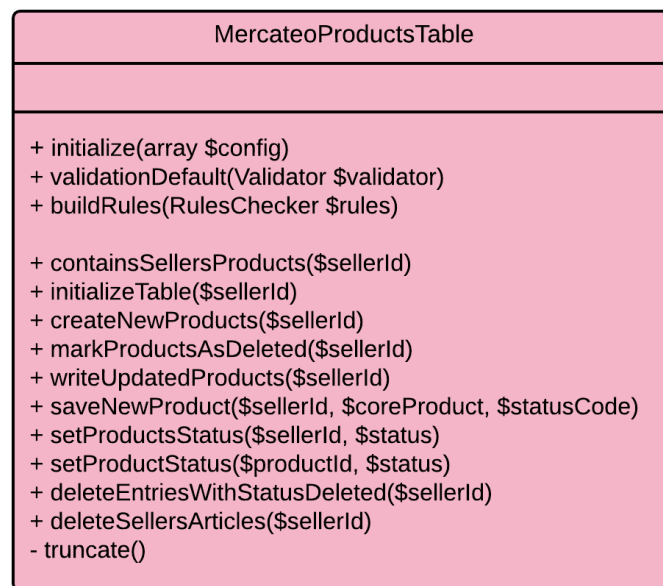 MercateoProductsTable
+ initialize(array $config)
+ validationDefault(Validator $validator)
+ buildRules(RulesChecker $rules)
+ containsSellersProducts($sellerId)
+ initializeTable($sellerId)
+ createNewProducts($sellerId)
+ markProductsAsDeleted($sellerId)
+ writeUpdatedProducts($sellerId)
+ saveNewProduct($sellerId, $coreProduct, $statusCode)
+ setProductsStatus($sellerId, $status)
+ setProductStatus($productId, $status)
+ deleteEntriesWithStatusDeleted($sellerId)
+ deleteSellersArticles($sellerId)
- truncate()